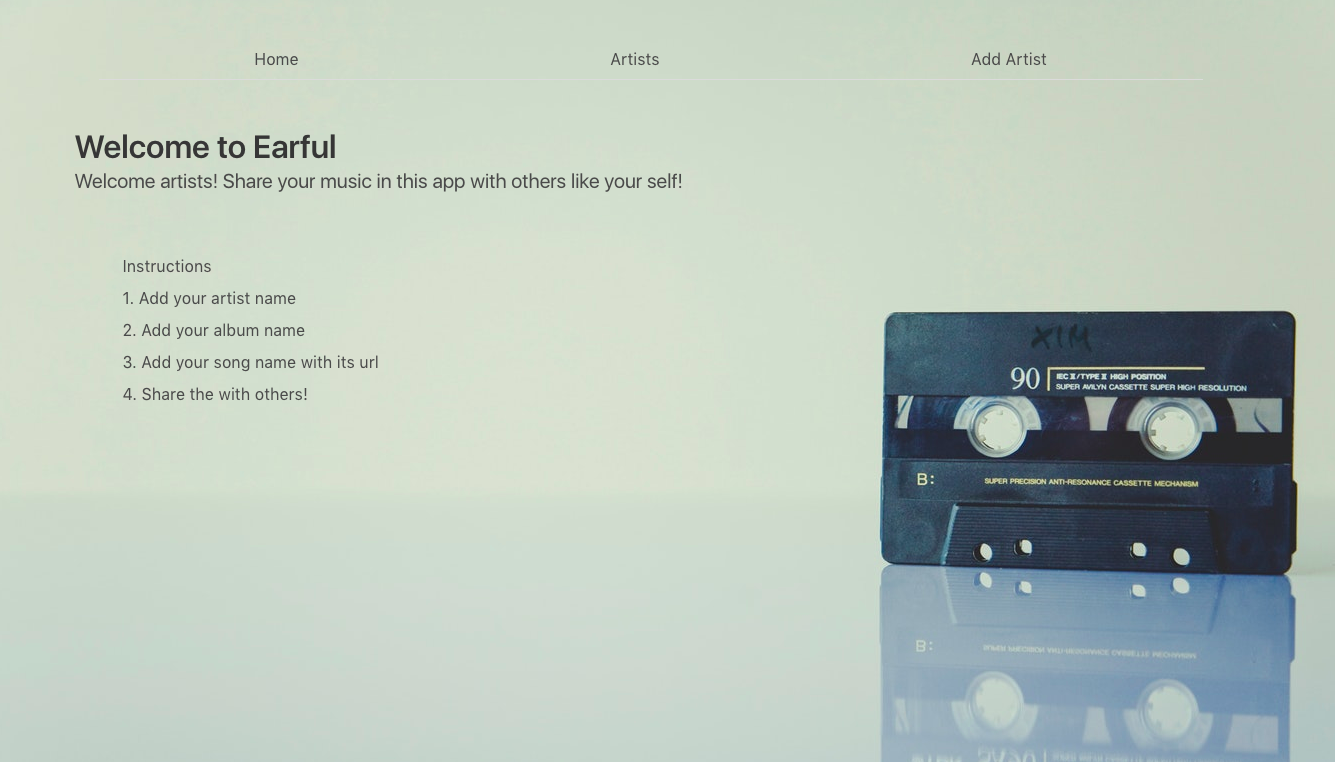 Home Artists Add Artist
Welcome to Earful
Welcome artists! Share your music in this app with others like your self!
Instructions
1. Add your artist name
2. Add your album name
3. Add your song name with its url
4. Share the with others!
XIM
90
IEC II/TYPE II HIGH POSITION
SUPER AVILYN CASSETTE SUPER HIGH RESOLUTION
B:
SUPER PRECISION ANTI-RESONANCE CASSETTE MECHANISM